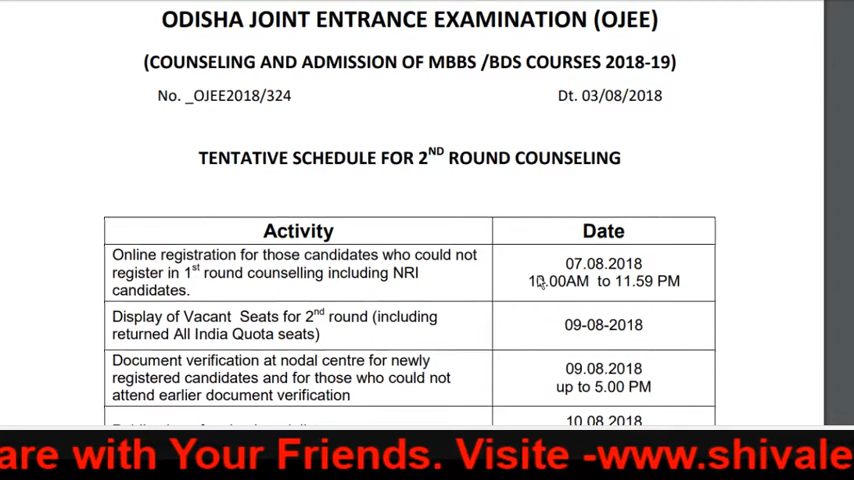 ODISHA JOINT ENTRANCE EXAMINATION (OJEE)
(COUNSELING AND ADMISSION OF MBBS /BDS COURSES 2018-19)
No. _OJEE2018/324 Dt. 03/08/2018
TENTATIVE SCHEDULE FOR 2ND ROUND COUNSELING
Activity Date
Online registration for those candidates who could not
register in 1st round counselling including NRI
candidates.
07.08.2018
10.00AM to 11.59 PM
Display of Vacant Seats for 2nd round (including
returned All India Quota seats)
09-08-2018
Document verification at nodal centre for newly
registered candidates and for those who could not
attend earlier document verification
09.08.2018
up to 5.00 PM
10.08.2018
are with Your Friends. Visite -www.shivale